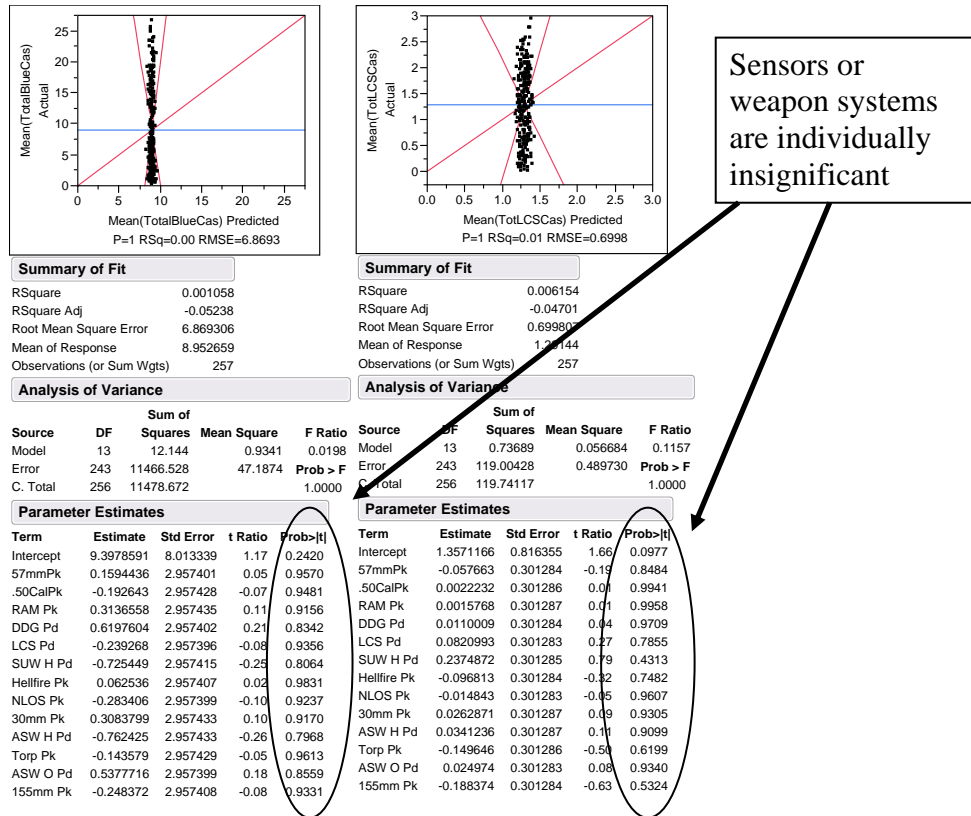 25
20
15
10
5
0
Mean(TotalBlueCas)
Actual
0 5 10 15 20 25
Mean(TotalBlueCas) Predicted
P=1 RSq=0.00 RMSE=6.8693
3
2.5
2
1.5
1
0.5
0
Mean(TotLCSCas)
Actual
0.0 0.5 1.0 1.5 2.0 2.5 3.0
Mean(TotLCSCas) Predicted
P=1 RSq=0.01 RMSE=0.6998
Sensors or
weapon systems
are individually
insignificant
Summary of Fit
RSquare 0.001058
RSquare Adj -0.05238
Root Mean Square Error 6.869306
Mean of Response 8.952659
Observations (or Sum Wgts) 257
Analysis of Variance
Sum of
Source DF Squares Mean Square F Ratio
Model 13 12.144 0.9341 0.0198
Error 243 11466.528 47.1874 Prob > F
C. Total 256 11478.672 1.0000
Parameter Estimates
Term Estimate Std Error t Ratio Prob>|t|
Intercept 9.3978591 8.013339 1.17 0.2420
57mmPk 0.1594436 2.957401 0.05 0.9570
.50CalPk -0.192643 2.957428 -0.07 0.9481
RAM Pk 0.3136558 2.957435 0.11 0.9156
DDG Pd 0.6197604 2.957402 0.21 0.8342
LCS Pd -0.239268 2.957396 -0.08 0.9356
SUW H Pd -0.725449 2.957415 -0.25 0.8064
Hellfire Pk 0.062536 2.957407 0.02 0.9831
NLOS Pk -0.283406 2.957399 -0.10 0.9237
30mm Pk 0.3083799 2.957433 0.10 0.9170
ASW H Pd -0.762425 2.957433 -0.26 0.7968
Torp Pk -0.143579 2.957429 -0.05 0.9613
ASW O Pd 0.5377716 2.957399 0.18 0.8559
155mm Pk -0.248372 2.957408 -0.08 0.9331
Summary of Fit
RSquare 0.006154
RSquare Adj -0.04701
Root Mean Square Error
Mean of Response
Observations (or Sum Wgts) 257
Analysis of Variance
Sum of
Source DF Squares Mean Square F Ratio
Model 13 0.73689 0.056684 0.1157
Error 243 119.00428 0.489730 Prob > F
C. Total 256 119.74117 1.0000
Parameter Estimates
Term Estimate Std Error t Ratio Prob>|t|
Intercept 1.3571166 0.816355 1.66 0.0977
57mmPk -0.057663 0.301284 -0.19 0.8484
.50CalPk 0.0022232 0.301286 0.01 0.9941
RAM Pk 0.0015768 0.301287 0.01 0.9958
DDG Pd 0.0110009 0.301284 0.04 0.9709
LCS Pd 0.0820993 0.301283 0.27 0.7855
SUW H Pd 0.2374872 0.301285 0.79 0.4313
Hellfire Pk -0.096813 0.301284 -0.32 0.7482
NLOS Pk -0.014843 0.301283 -0.05 0.9607
30mm Pk 0.0262871 0.301287 0.09 0.9305
ASW H Pd 0.0341236 0.301287 0.11 0.9099
Torp Pk -0.149646 0.301286 -0.50 0.6199
ASW O Pd 0.024974 0.301283 0.08 0.9340
155mm Pk -0.188374 0.301284 -0.63 0.5324